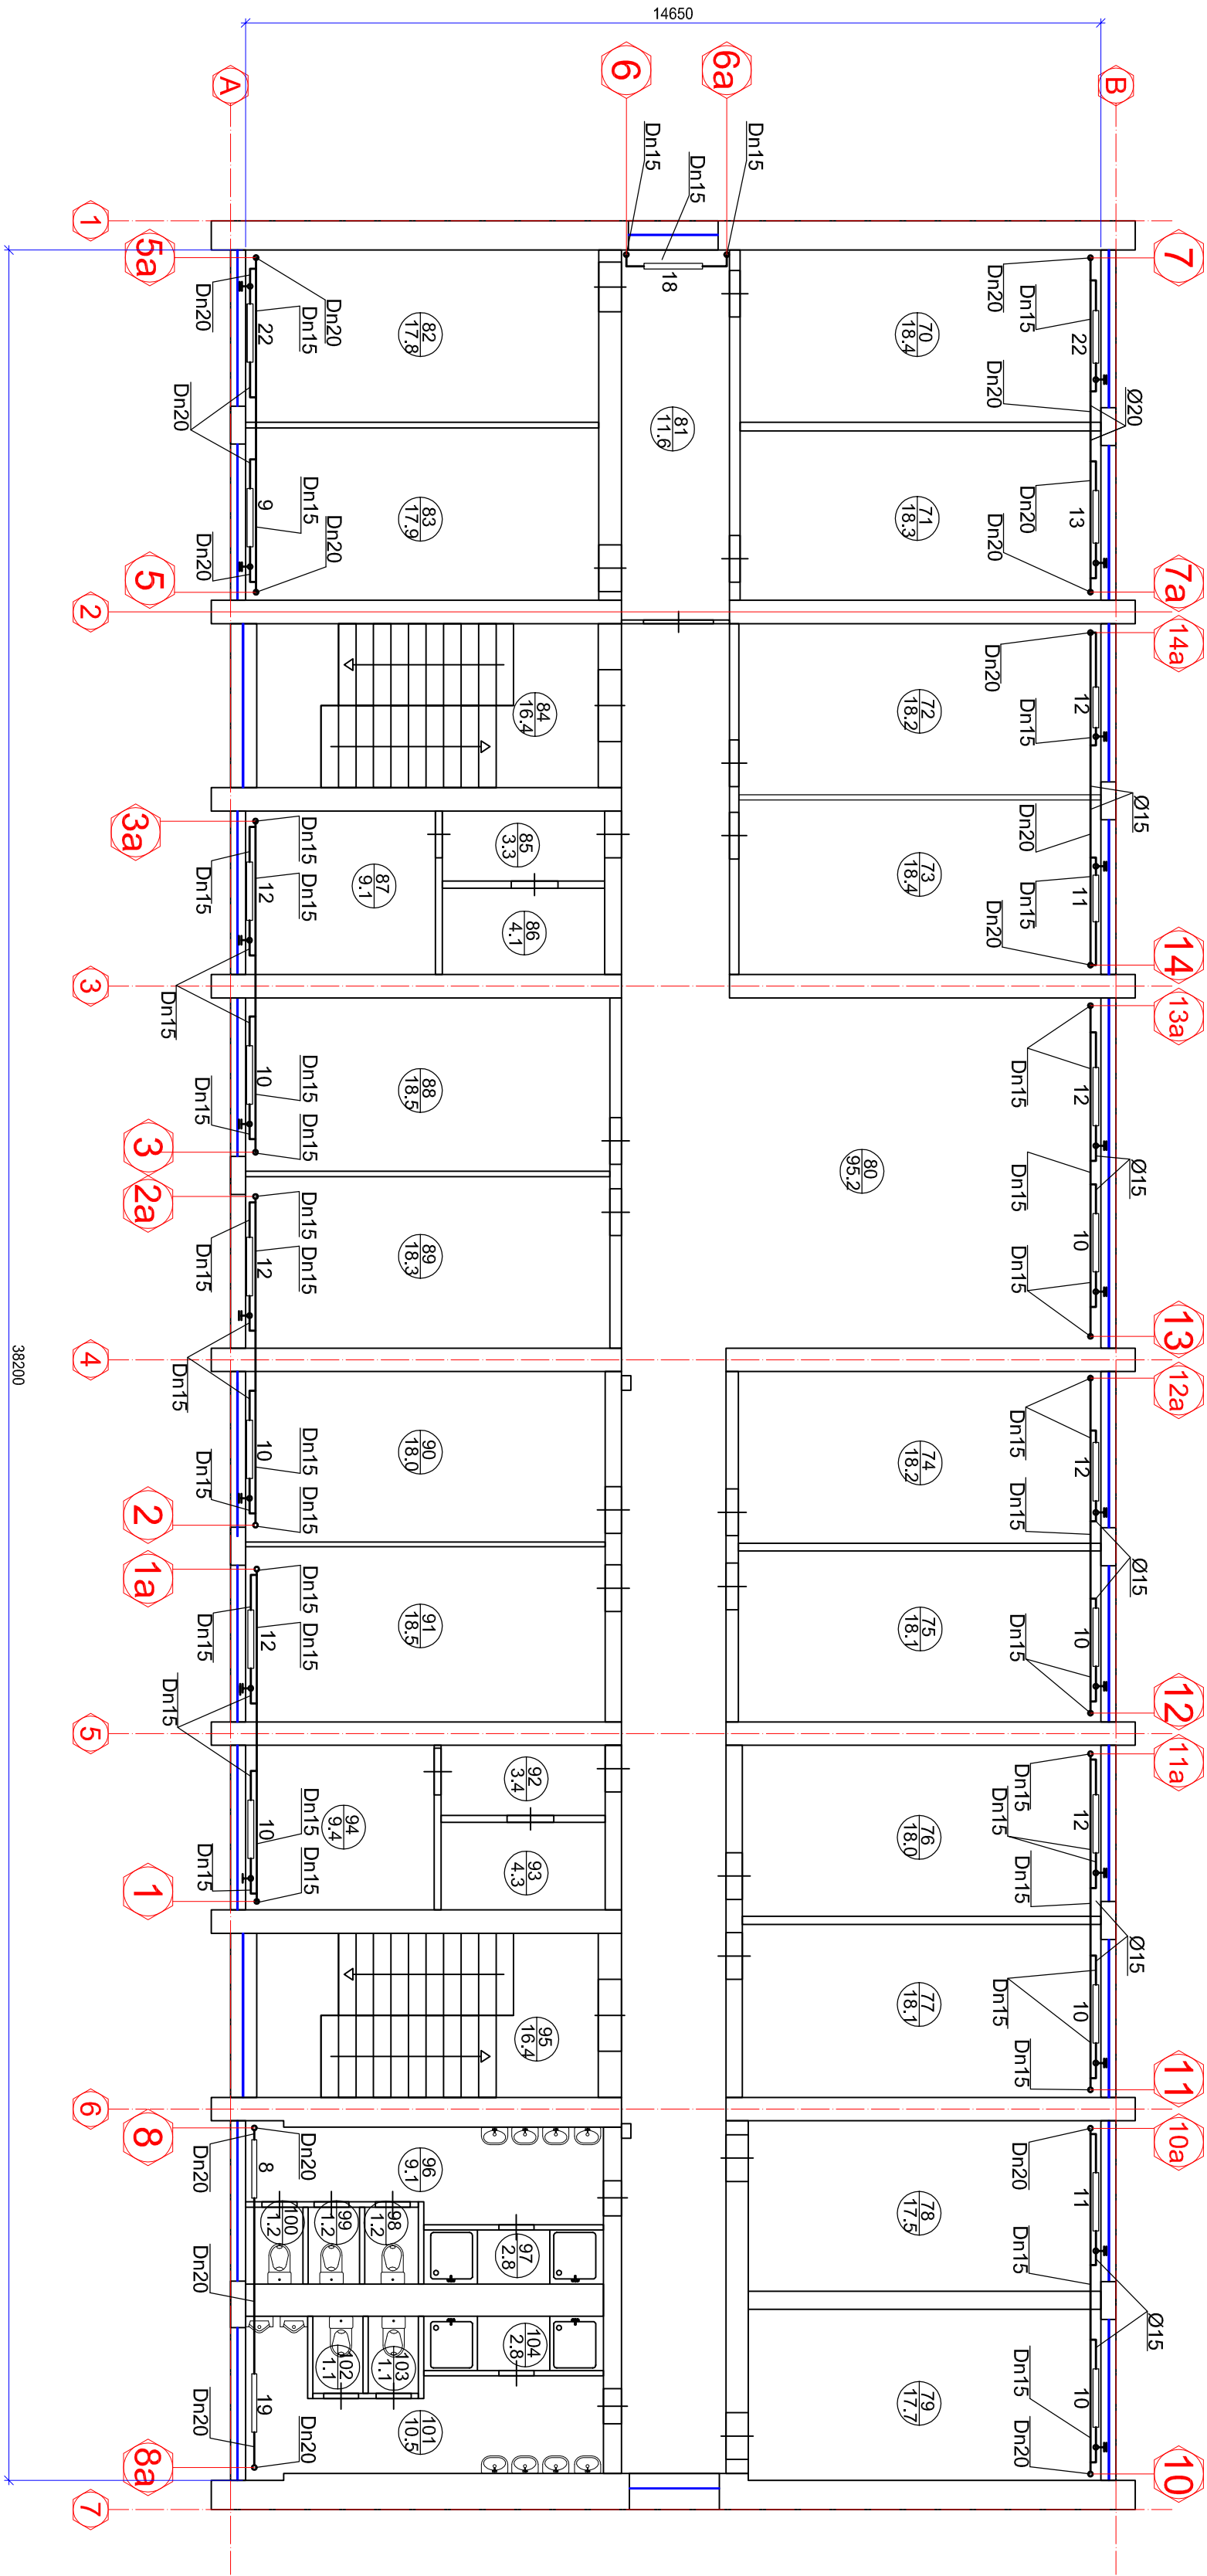 14650
38200
A
B
6
6a
Dn15
Dn15
Dn15
18
1
5a
7
Dn20
Dn15
Dn20
22
82
17.8
70
18.4
Dn20
Dn15
22
Dn20
Ø20
Dn20
81
11.6
Dn15
Dn20
9
Dn20
83
17.9
71
18.3
Dn20
13
Dn20
5
7a
2
14a
84
16.4
72
18.2
Dn20
Dn15
12
Ø15
3a
Dn15
Dn15
Dn15
12
87
9.1
85
3.3
86
4.1
73
18.4
Dn20
Dn15
11
Dn20
14
3
Dn15
13a
10
Dn15
Dn15
Dn15
88
18.5
80
95.2
Dn15
12
Dn15
Ø15
10
Dn15
3
2a
Dn15
Dn15
Dn15
12
89
18.3
13
4
Dn15
12a
10
Dn15
Dn15
Dn15
90
18.0
74
18.2
Dn15
12
Dn15
Ø15
2
1a
Dn15
Dn15
Dn15
12
91
18.5
75
18.1
Dn15
10
12
5
Dn15
11a
10
Dn15
Dn15
Dn15
94
9.4
92
3.4
93
4.3
76
18.0
Dn15
Dn15
12
Dn15
Ø15
1
95
16.4
77
18.1
Dn15
10
Dn15
11
6
8
10a
Dn20
Dn20
8
96
9.1
78
17.5
Dn20
11
Dn15
Ø15
100
1.2
99
1.2
98
1.2
97
2.8
Dn20
102
1.1
103
1.1
104
2.8
19
Dn20
Dn20
101
10.5
79
17.7
Dn15
10
Dn20
8a
10
7